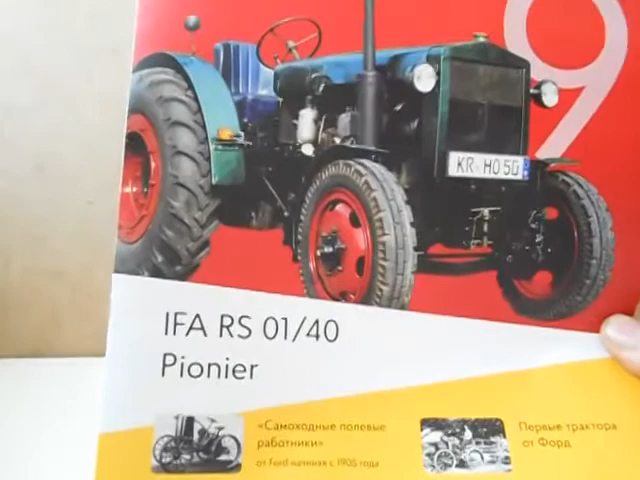 9
KR HO 50
IFA RS 01/40
Pionier
«Самоходные полевые
работники»
от Ford начиная с 1905 года
Первые трактора
от Форд